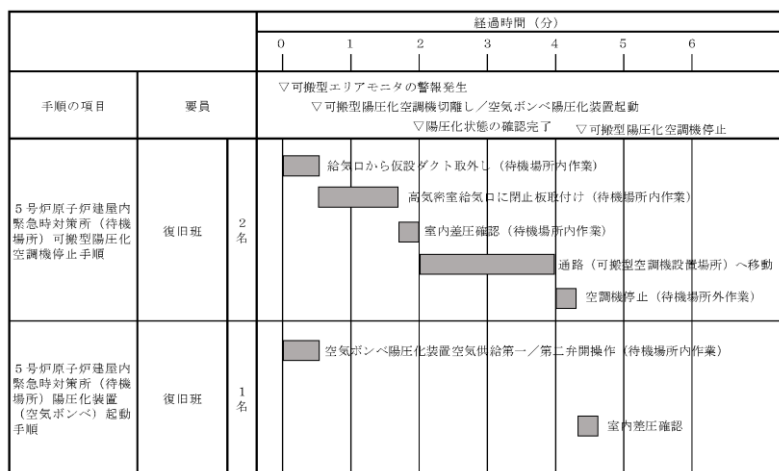 経過時間（分）
0 1 2 3 4 5 6
手順の項目
要員
▽可搬型エリアモニタの警報発生
▽可搬型陽圧化空調機切離し／空気ボンベ陽圧化装置起動
▽陽圧化状態の確認完了
▽可搬型陽圧化空調機停止
５号炉原子炉建屋内
緊急時対策所（待機
場所）可搬型陽圧化
空調機停止手順
復旧班
２
名
給気口から仮設ダクト取外し（待機場所内作業）
高気密室給気口に閉止板取付け（待機場所内作業）
室内差圧確認（待機場所内作業）
通路（可搬型空調機設置場所）へ移動
空調機停止（待機場所外作業）
５号炉原子炉建屋内
緊急時対策所（待機
場所）陽圧化装置
（空気ボンベ）起動
手順
復旧班
１
名
空気ボンベ陽圧化装置空気供給第一／第二弁開操作（待機場所内作業）
室内差圧確認